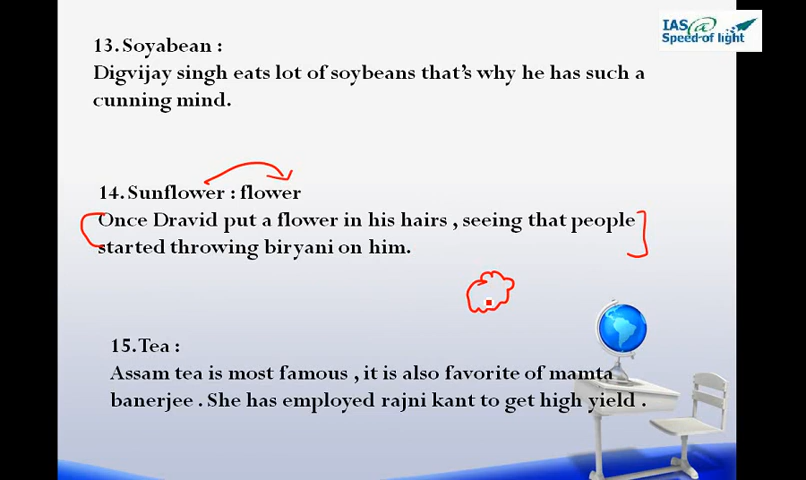 IAS@
Speed of light
13. Soyabean :
Digvijay singh eats lot of soybeans that's why he has such a
cunning mind.
14. Sunflower : flower
Once Dravid put a flower in his hairs , seeing that people
started throwing biryani on him.
15. Tea :
Assam tea is most famous , it is also favorite of mamta
banerjee . She has employed rajni kant to get high yield .